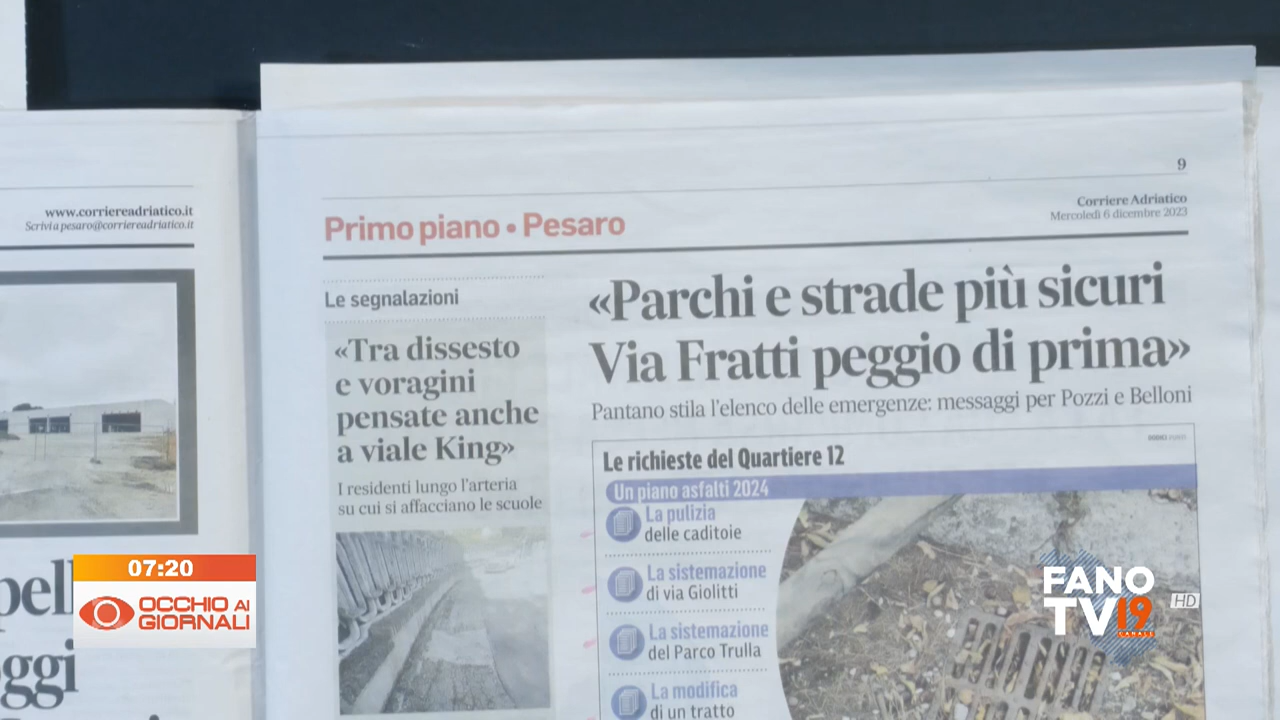 9
www.corriereadriatico.it
Scrivi a pesaro@corriereadriatico.it
Primo piano • Pesaro
Corriere Adriatico
Mercoledì 6 dicembre 2023
Le segnalazioni
«Tra dissesto
e voragini
pensate anche
a viale King»
I residenti lungo l'arteria
su cui si affacciano le scuole
«Parchi e strade più sicuri
Via Fratti peggio di prima»
Pantano stila l'elenco delle emergenze: messaggi per Pozzi e Belloni
Le richieste del Quartiere 12
Un piano asfalti 2024
La pulizia
delle caditoie
La sistemazione
di via Giolitti
La sistemazione
del Parco Trulla
La modifica
di un tratto
07:20
OCCHIO AI
GIORNALI
FANO
TV 19
CANALE
HD